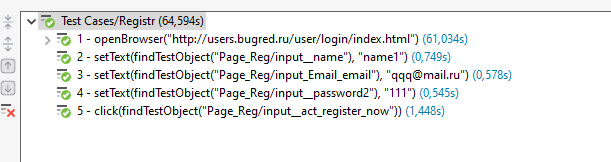 Test Cases/Registr (64,594s)
1 - openBrowser("http://users.bugred.ru/user/login/index.html") (61,034s)
2 - setText(findTestObject("Page_Reg/input__name"), "name1") (0,749s)
3 - setText(findTestObject("Page_Reg/input_Email_email"), "qqq@mail.ru") (0,578s)
4 - setText(findTestObject("Page_Reg/input__password2"), "111") (0,545s)
5 - click(findTestObject("Page_Reg/input__act_register_now")) (1,448s)